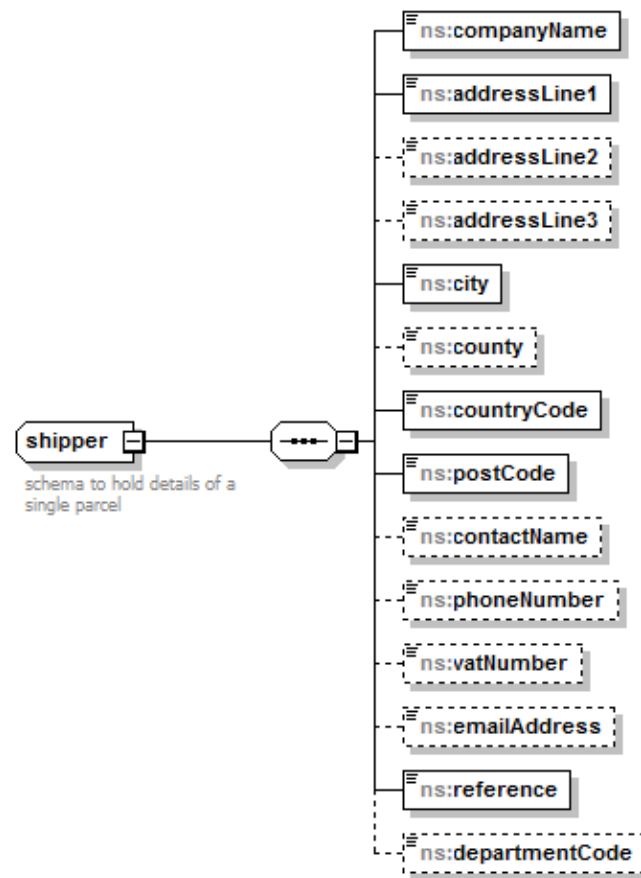 ns:companyName
ns:addressLine1
ns:addressLine2
ns:addressLine3
ns:city
ns:county
ns:countryCode
shipper
schema to hold details of a
single parcel
ns:postCode
ns:contactName
ns:phoneNumber
ns:vatNumber
ns:emailAddress
ns:reference
ns:departmentCode